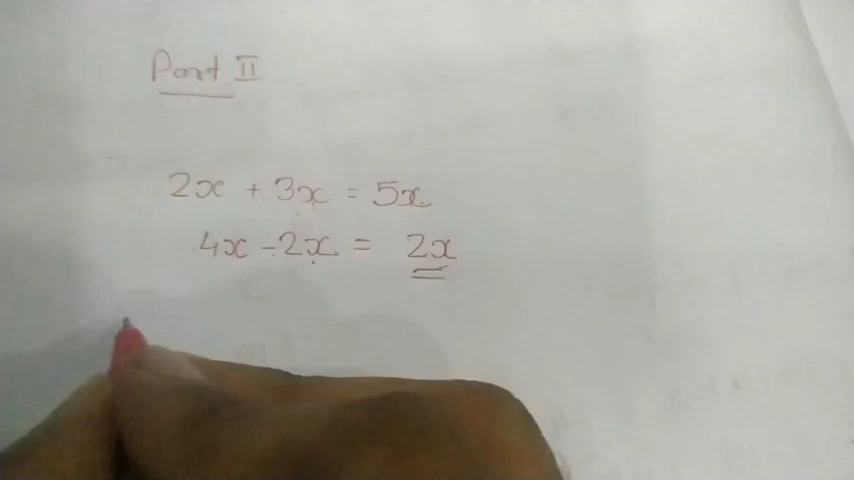 Part II
2x + 3x = 5x
4x - 2x = 2x